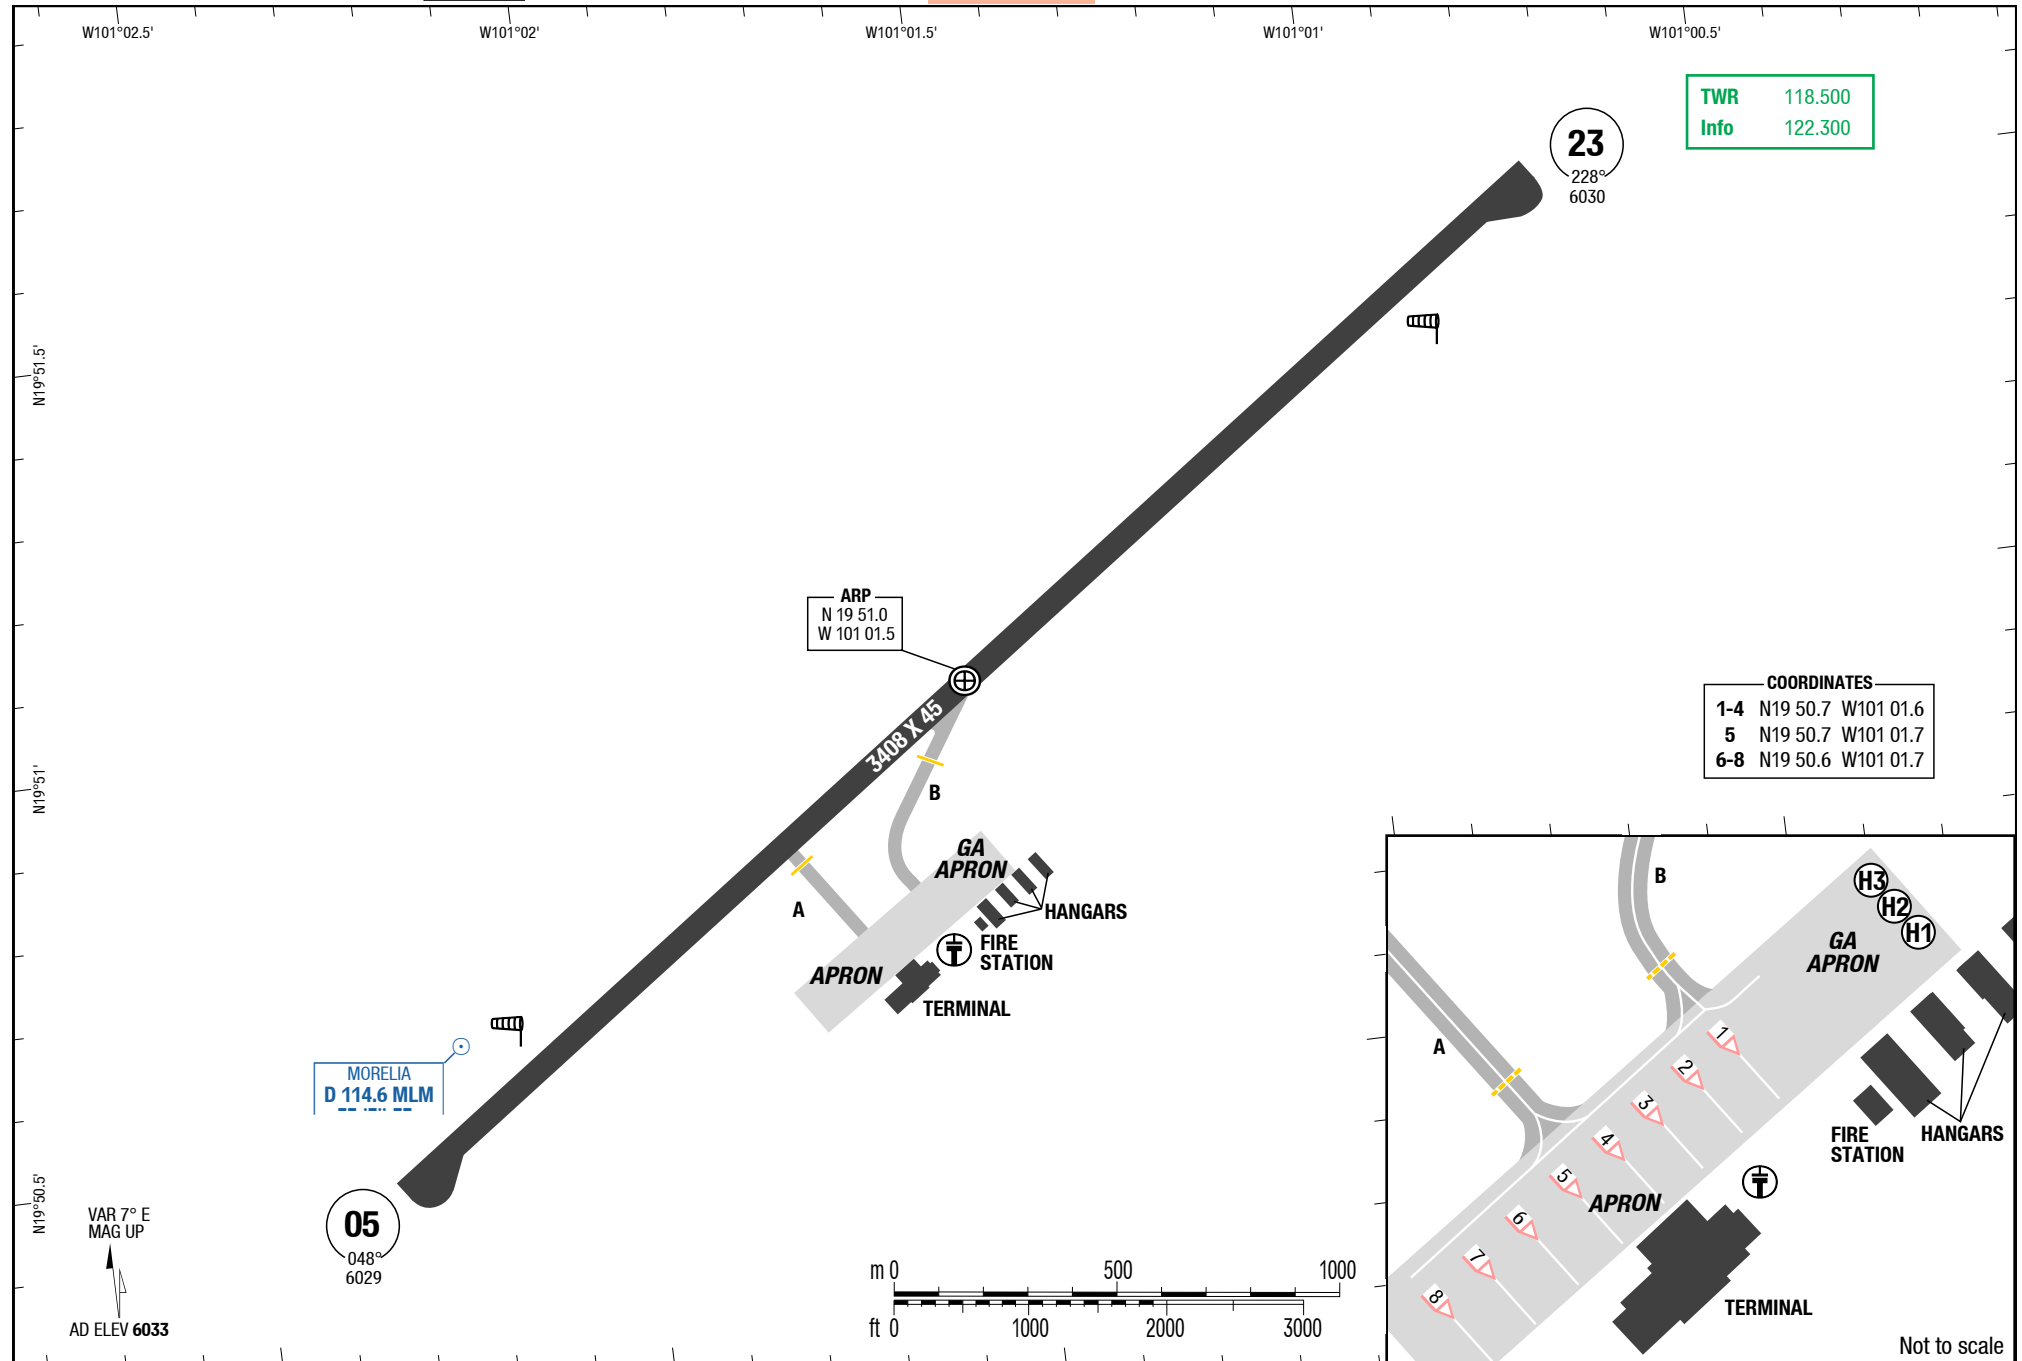 W101°02.5'
W101°02'
W101°01.5'
W101°01'
W101°00.5'
TWR 118.500
Info 122.300
23
228°
6030
N19°51.5'
ARP
N 19 51.0
W 101 01.5
3408 X 45
COORDINATES
1-4 N19 50.7 W101 01.6
5 N19 50.7 W101 01.7
6-8 N19 50.6 W101 01.7
N19°51'
B
A
GA
APRON
HANGARS
FIRE
STATION
APRON
TERMINAL
MORELIA
D 114.6 MLM
N19°50.5'
05
048°
6029
VAR 7° E
MAG UP
AD ELEV 6033
m 0 500 1000
ft 0 1000 2000 3000
B
H3
H2
H1
GA
APRON
A
1
2
3
4
5
6
7
8
APRON
FIRE
STATION
HANGARS
TERMINAL
Not to scale